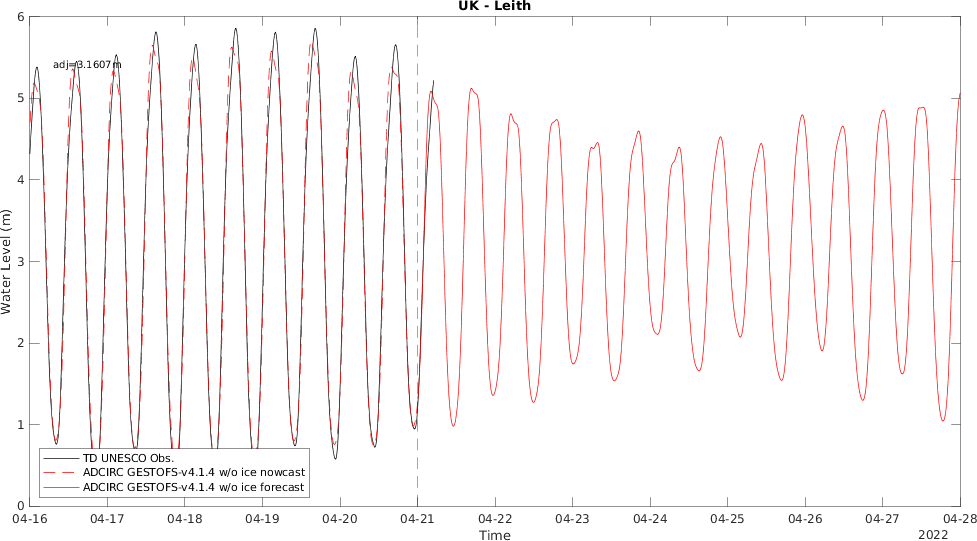 UK - Leith
6
adj=3.1607m
5
4
3
2
1
0
Water Level (m)
TD UNESCO Obs.
ADCIRC GESTOFS-v4.1.4 w/o ice nowcast
ADCIRC GESTOFS-v4.1.4 w/o ice forecast
04-16 04-17 04-18 04-19 04-20 04-21 04-22 04-23 04-24 04-25 04-26 04-27 04-28
Time
2022